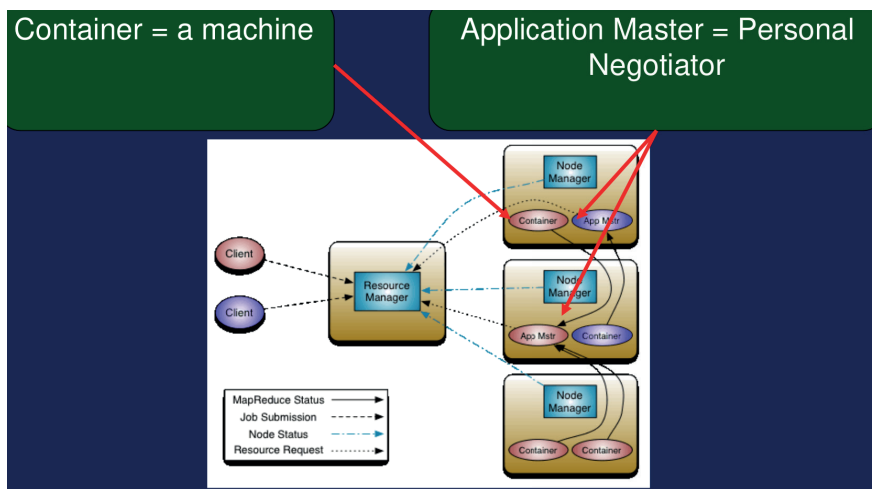 Container = a machine
Application Master = Personal
Negotiator
Node
Manager
Container
App Mstr
Client
Resource
Manager
Client
Node
Manager
App Mstr
Container
MapReduce Status
Job Submission
Node Status
Resource Request
Node
Manager
Container
Container